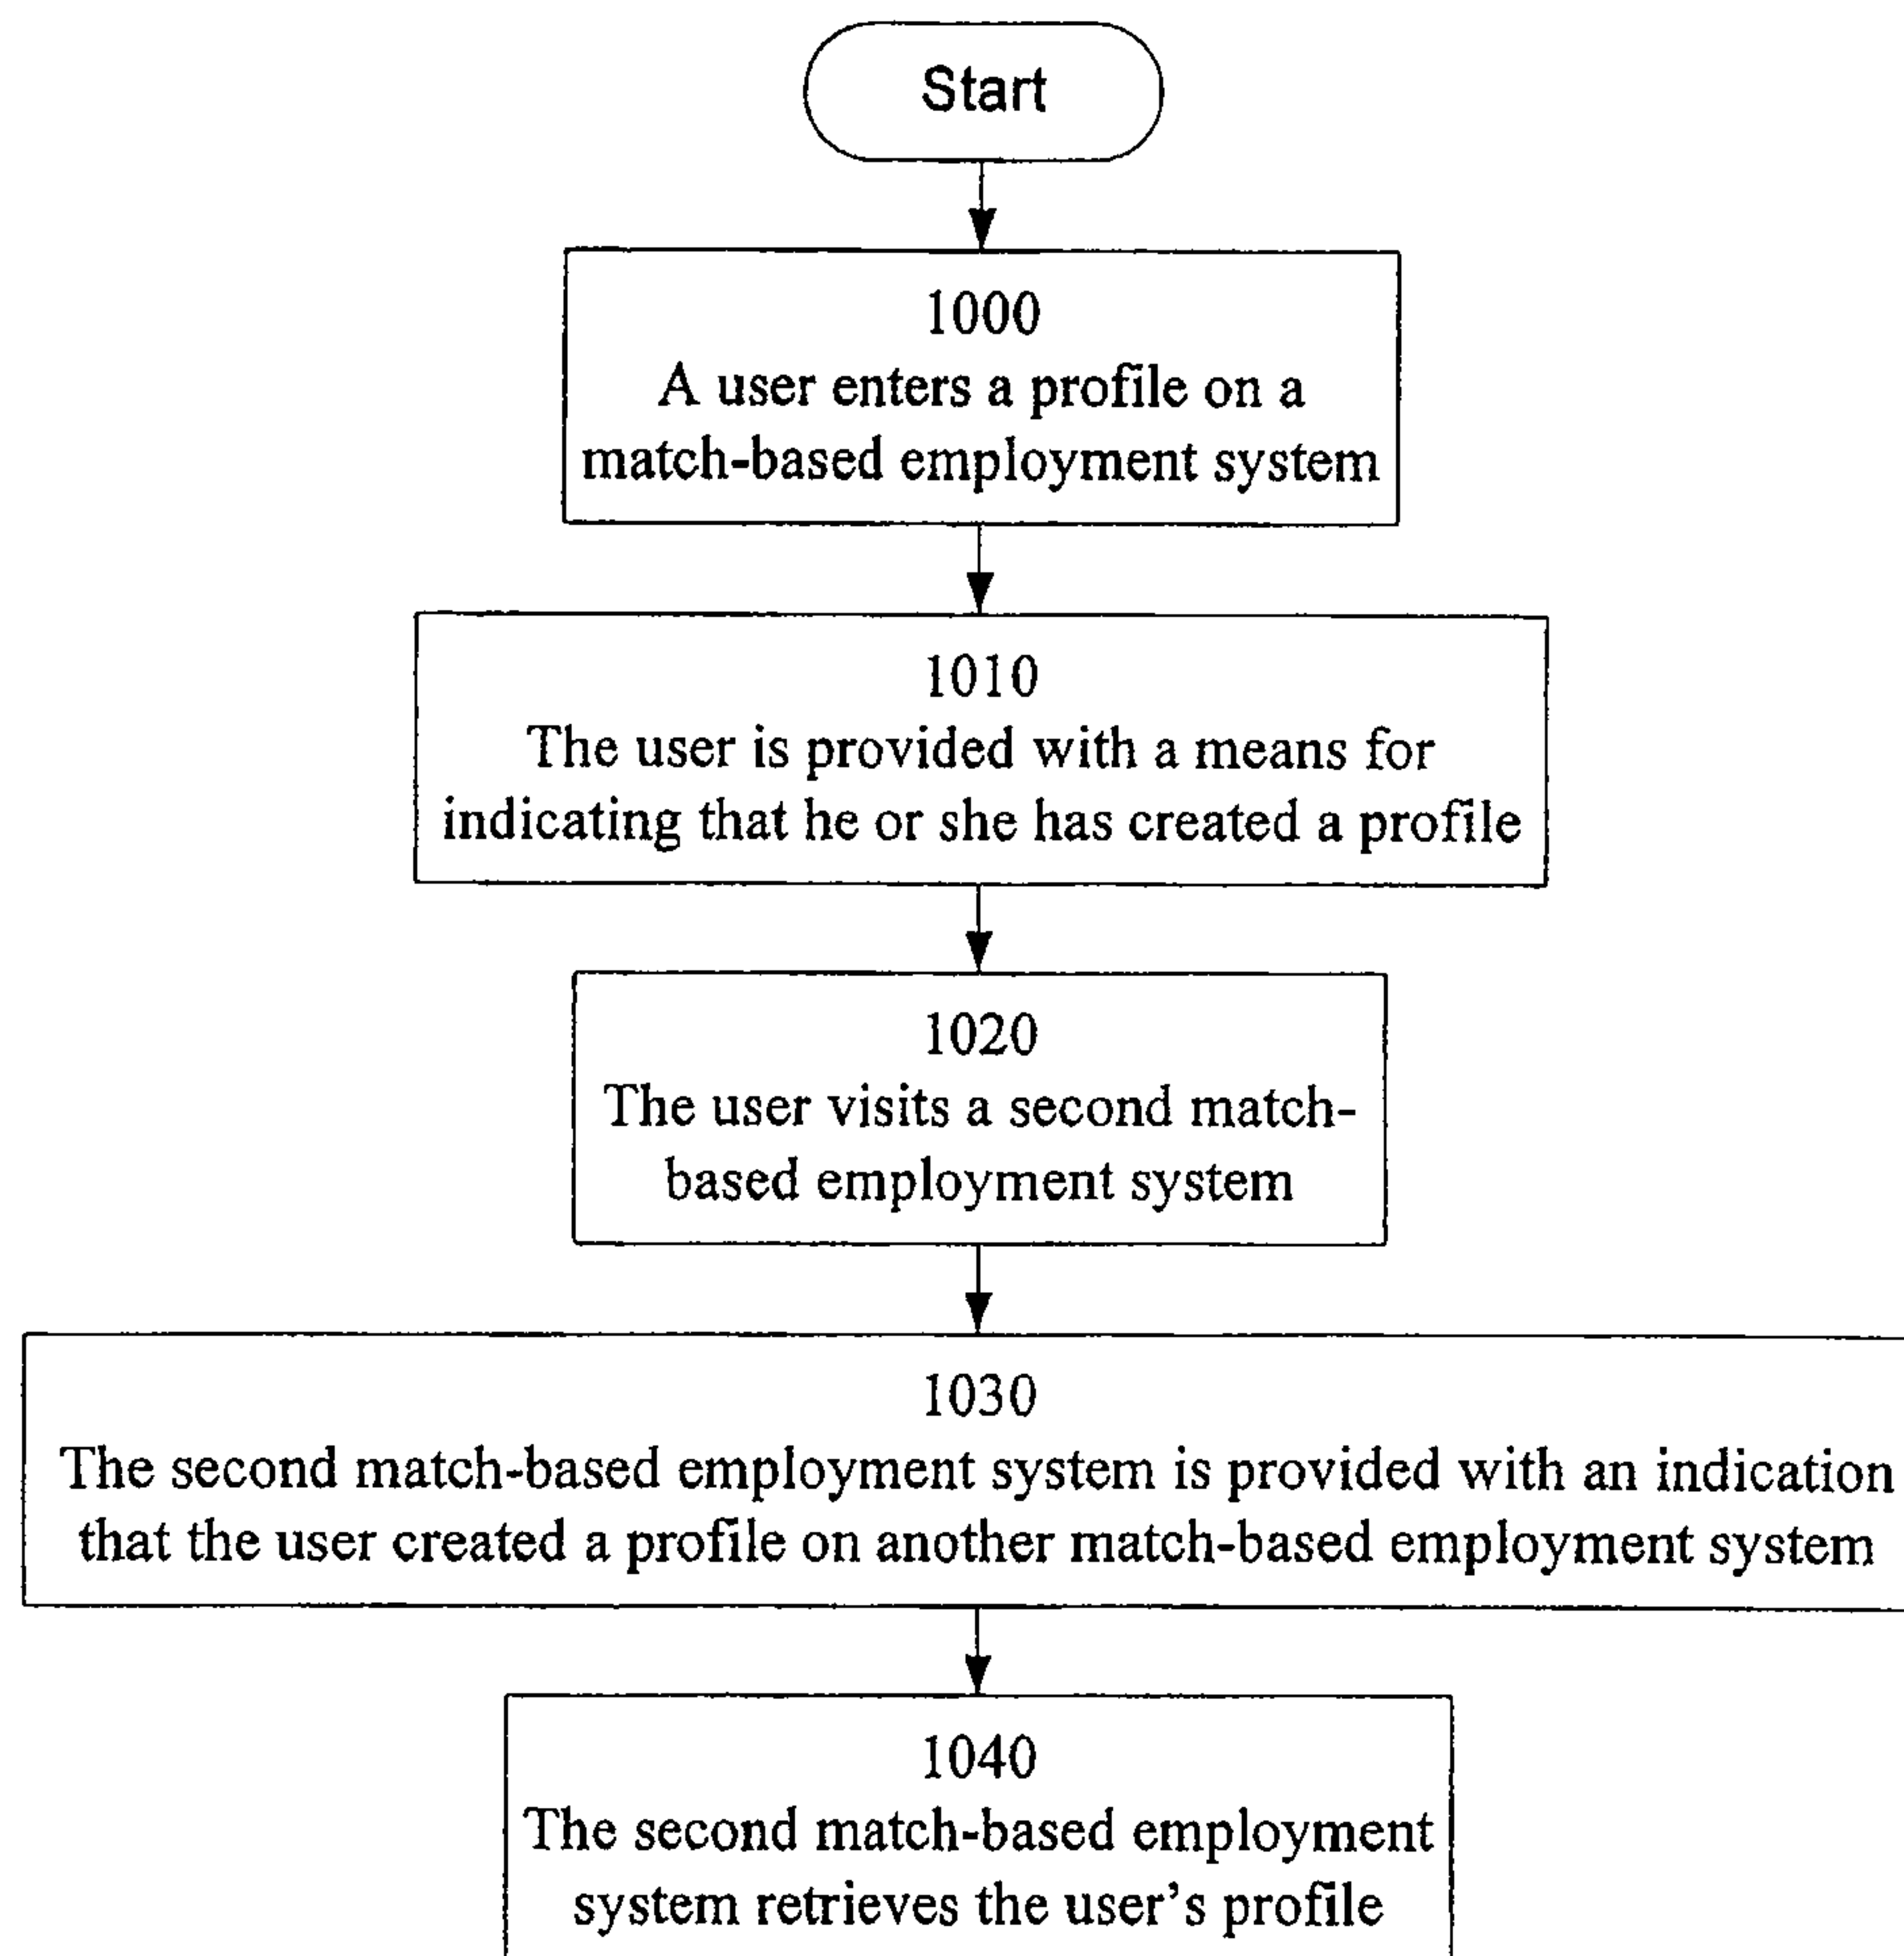 Start
1000
A user enters a profile on a
match-based employment system
1010
The user is provided with a means for
indicating that he or she has created a profile
1020
The user visits a second match-
based employment system
1030
The second match-based employment system is provided with an indication
that the user created a profile on another match-based employment system
1040
The second match-based employment
system retrieves the user's profile